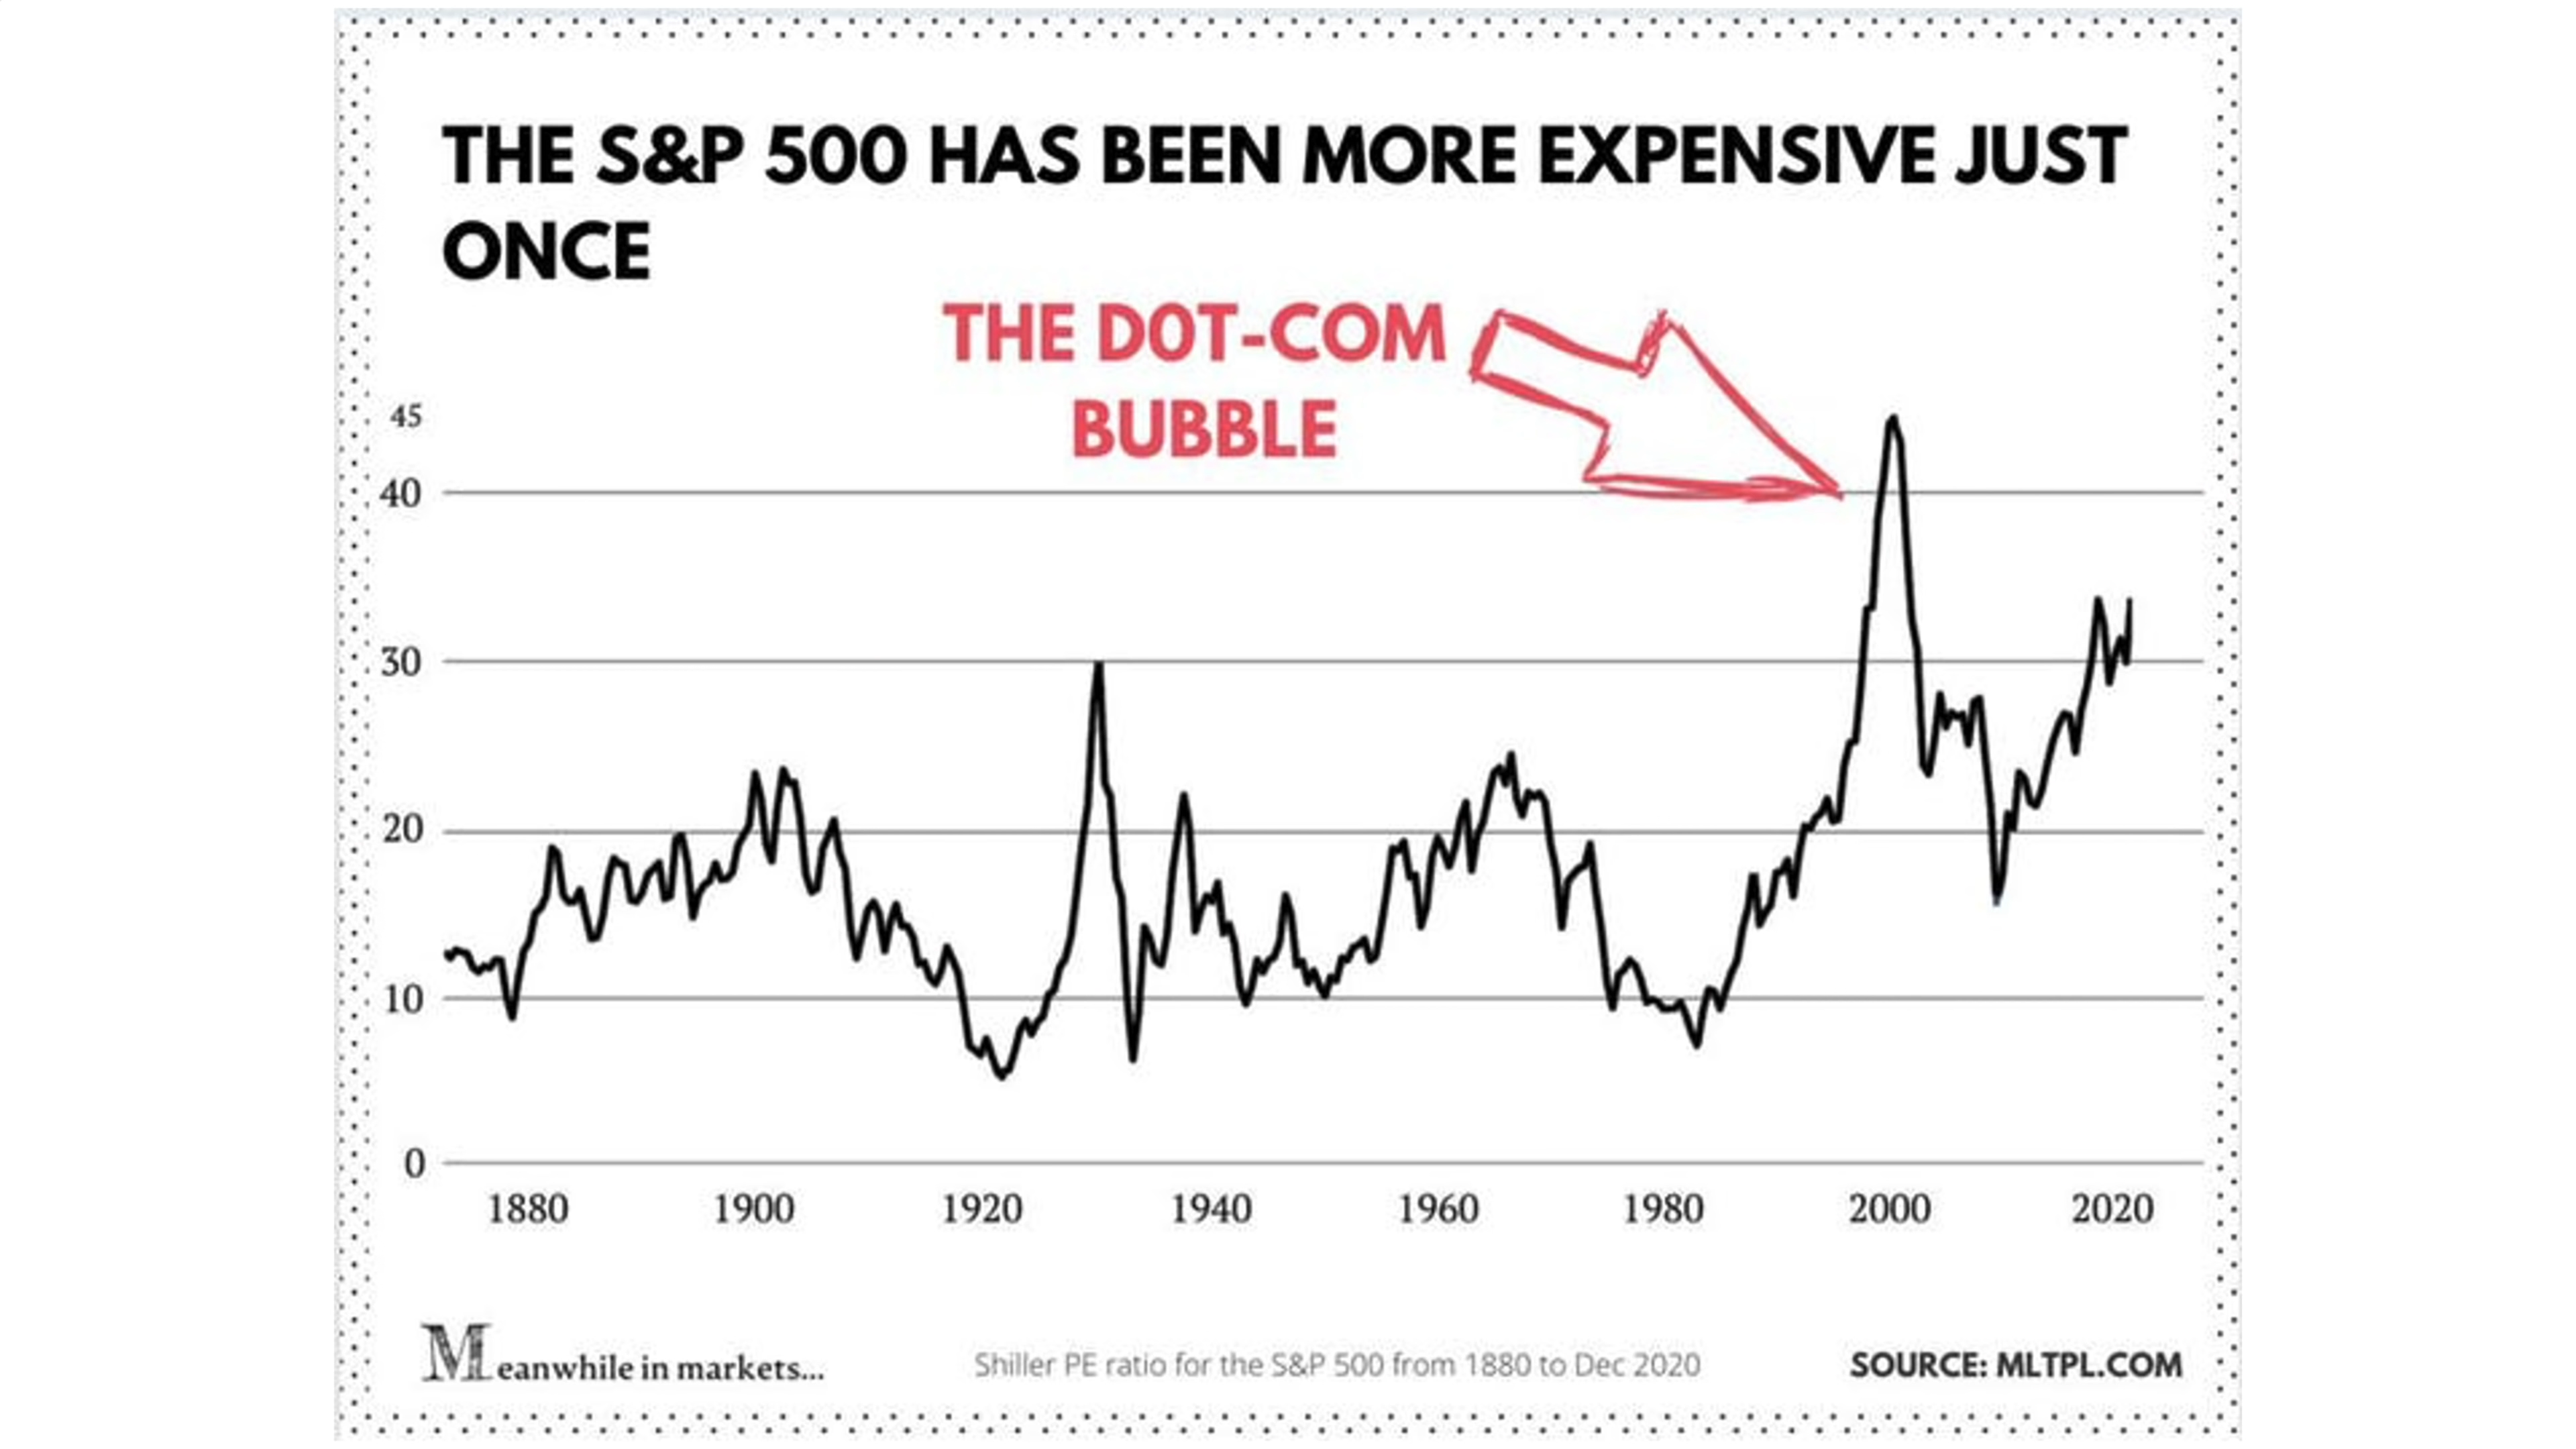 THE S&P 500 HAS BEEN MORE EXPENSIVE JUST
ONCE
THE D0T-COM
BUBBLE
45
40
30
20
10
0
1880 1900 1920 1940 1960 1980 2000 2020
Meanwhile in markets...
Shiller PE ratio for the S&P 500 from 1880 to Dec 2020
SOURCE: MLTPL.COM